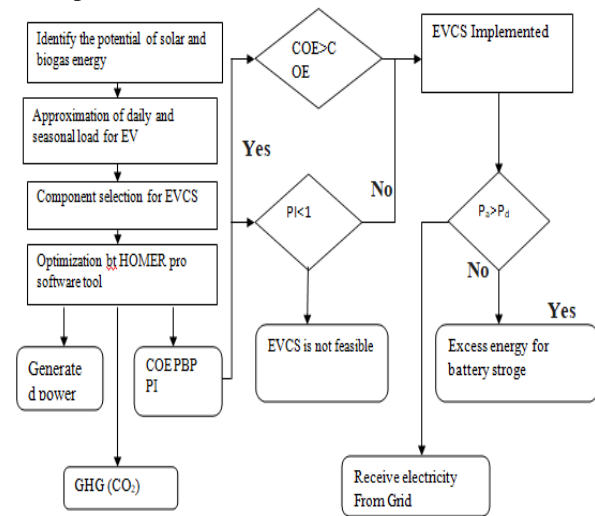 Identify the potential of solar and
biogas energy
Approximation of daily and
seasonal load for EV
Component selection for EVCS
Optimization bt HOMER pro
software tool
Generate
d power
COE PBP
PI
GHG (CO₂)
COE>C
OE
Yes
PI<1
No
EVCS is not feasible
EVCS Implemented
Pₐ>P_d
No
Yes
Excess energy for
battery stroge
Receive electricity
From Grid